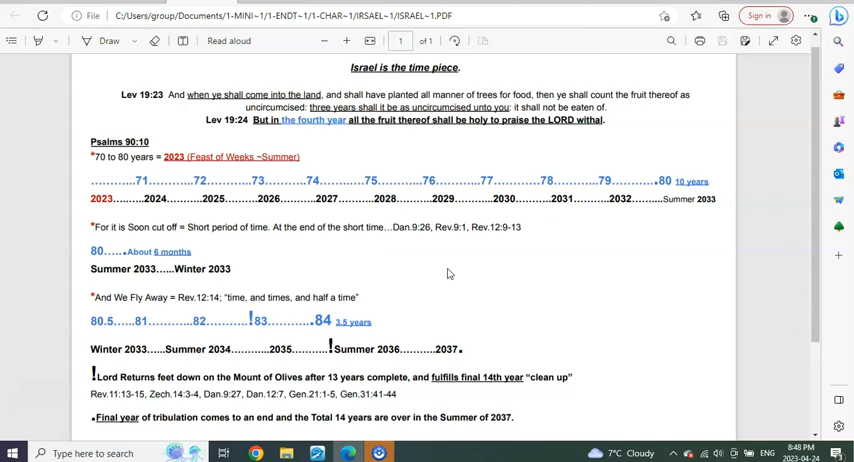 File
C:/Users/group/Documents/1-MINI~1/1-ENDT~1/1-CHAR~1/IRSAEL~1/ISRAEL~1.PDF
Sign in
Draw
Read aloud
1 of 1
Israel is the time piece.
Lev 19:23 And when ye shall come into the land, and shall have planted all manner of trees for food, then ye shall count the fruit thereof as
uncircumcised: three years shall it be as uncircumcised unto you: it shall not be eaten of.
Lev 19:24 But in the fourth year all the fruit thereof shall be holy to praise the LORD withal.
Psalms 90:10
*70 to 80 years = 2023 (Feast of Weeks ~Summer)
…………71…………72…………73…………74…………75…………76…………77…………78…………79…………80 10 years
2023………2024………2025………2026………2027………2028………2029………2030………2031………2032………Summer 2033
*For it is Soon cut off = Short period of time. At the end of the short time…Dan.9:26, Rev.9:1, Rev.12:9-13
80…..About 6 months
Summer 2033…...Winter 2033
*And We Fly Away = Rev.12:14; “time, and times, and half a time”
80.5…...81…………82…………!83…………84 3.5 years
Winter 2033…...Summer 2034………...2035………...!Summer 2036………..2037.
!Lord Returns feet down on the Mount of Olives after 13 years complete, and fulfills final 14th year “clean up”
Rev.11:13-15, Zech.14:3-4, Dan.9:27, Dan.12:7, Gen.21:1-5, Gen.31:41-44
.Final year of tribulation comes to an end and the Total 14 years are over in the Summer of 2037.
Type here to search
7°C Cloudy
ENG
8:48 PM
2023-04-24
3